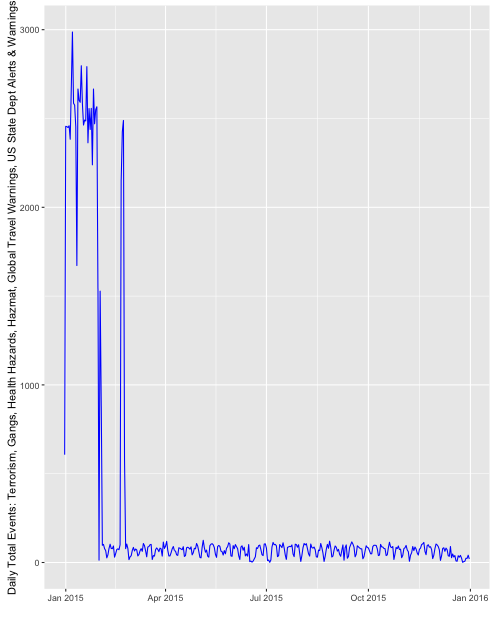 Daily Total Events: Terrorism, Gangs, Health Hazards, Hazmat, Global Travel Warnings, US State Dept Alerts & Warnings
3000
2000
1000
0
Jan 2015
Apr 2015
Jul 2015
Oct 2015
Jan 2016